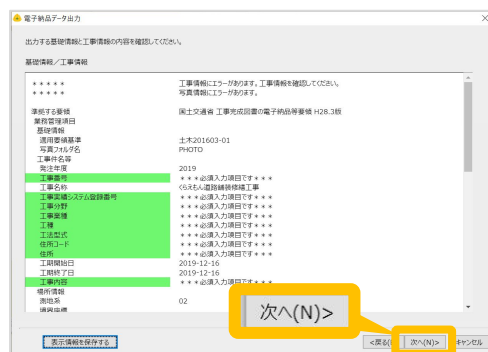 電子納品データ出力
出力する基礎情報と工事情報の内容を確認してください。
基礎情報／工事情報
＊＊＊＊＊ 工事情報にエラーがあります。工事情報を確認してください。
＊＊＊＊＊ 写真情報にエラーがあります。
準拠する要領 国土交通省 工事完成図書の電子納品等要領 H28.3版
業務管理項目
基礎情報
適用要領基準 土木201603-01
写真フォルダ名 PHOTO
工事件名等
発注年度 2019
工事番号 ＊＊＊必須入力項目です＊＊＊
工事名称 くらえもん道路舗装修繕工事
工事実績システム登録番号 ＊＊＊必須入力項目です＊＊＊
工事分野 ＊＊＊必須入力項目です＊＊＊
工事業種 ＊＊＊必須入力項目です＊＊＊
工種 ＊＊＊必須入力項目です＊＊＊
工法型式 ＊＊＊必須入力項目です＊＊＊
住所コード ＊＊＊必須入力項目です＊＊＊
住所 ＊＊＊必須入力項目です＊＊＊
工期開始日 2019-12-16
工期終了日 2019-12-16
工事内容 ＊＊＊必須入力項目です＊＊＊
場所情報
測地系 02
境界座標
次へ(N)>
表示情報を保存する <戻る( 次へ(N)> キャンセル